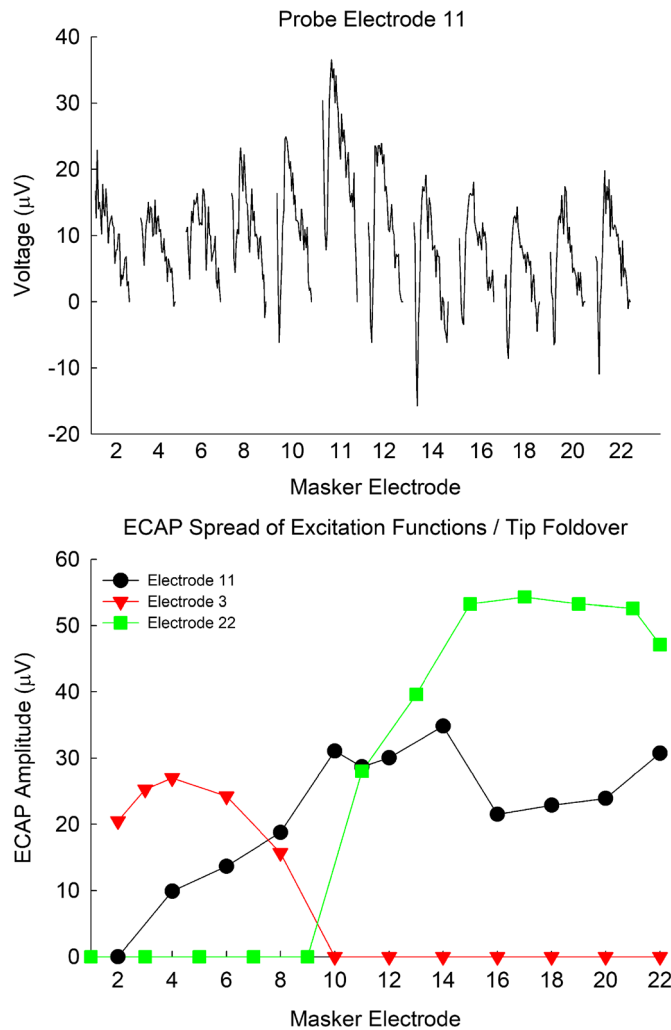 Probe Electrode 11
40
30
20
10
0
-10
-20
Voltage (μV)
2 4 6 8 10 11 12 14 16 18 20 22
Masker Electrode
ECAP Spread of Excitation Functions / Tip Foldover
60
50
40
30
20
10
0
ECAP Amplitude (μV)
Electrode 11
Electrode 3
Electrode 22
2 4 6 8 10 12 14 16 18 20 22
Masker Electrode